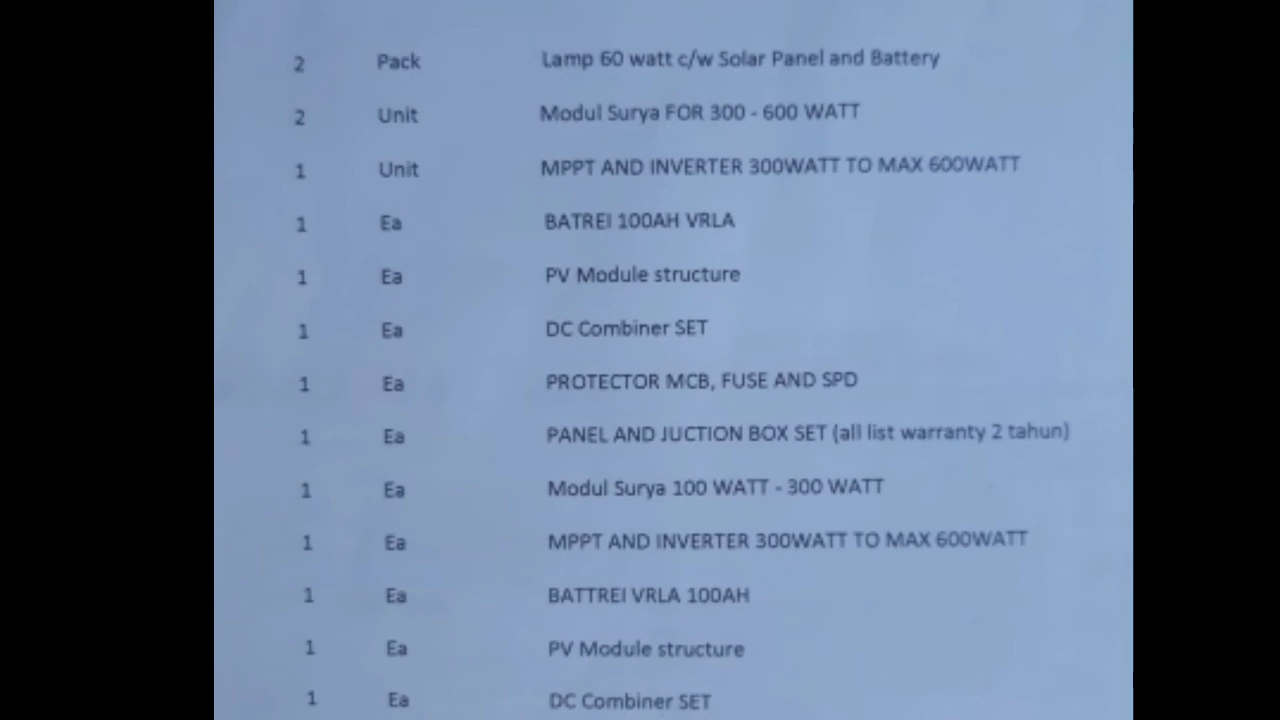 2 Pack Lamp 60 watt c/w Solar Panel and Battery
2 Unit Modul Surya FOR 300 - 600 WATT
1 Unit MPPT AND INVERTER 300WATT TO MAX 600WATT
1 Ea BATREI 100AH VRLA
1 Ea PV Module structure
1 Ea DC Combiner SET
1 Ea PROTECTOR MCB, FUSE AND SPD
1 Ea PANEL AND JUCTION BOX SET (all list warranty 2 tahun)
1 Ea Modul Surya 100 WATT - 300 WATT
1 Ea MPPT AND INVERTER 300WATT TO MAX 600WATT
1 Ea BATTREI VRLA 100AH
1 Ea PV Module structure
1 Ea DC Combiner SET